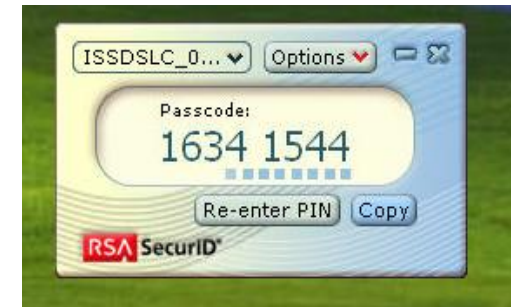 ISSDSLC_0... Options
Passcode:
1634 1544
Re-enter PIN Copy
RSA SecurID®